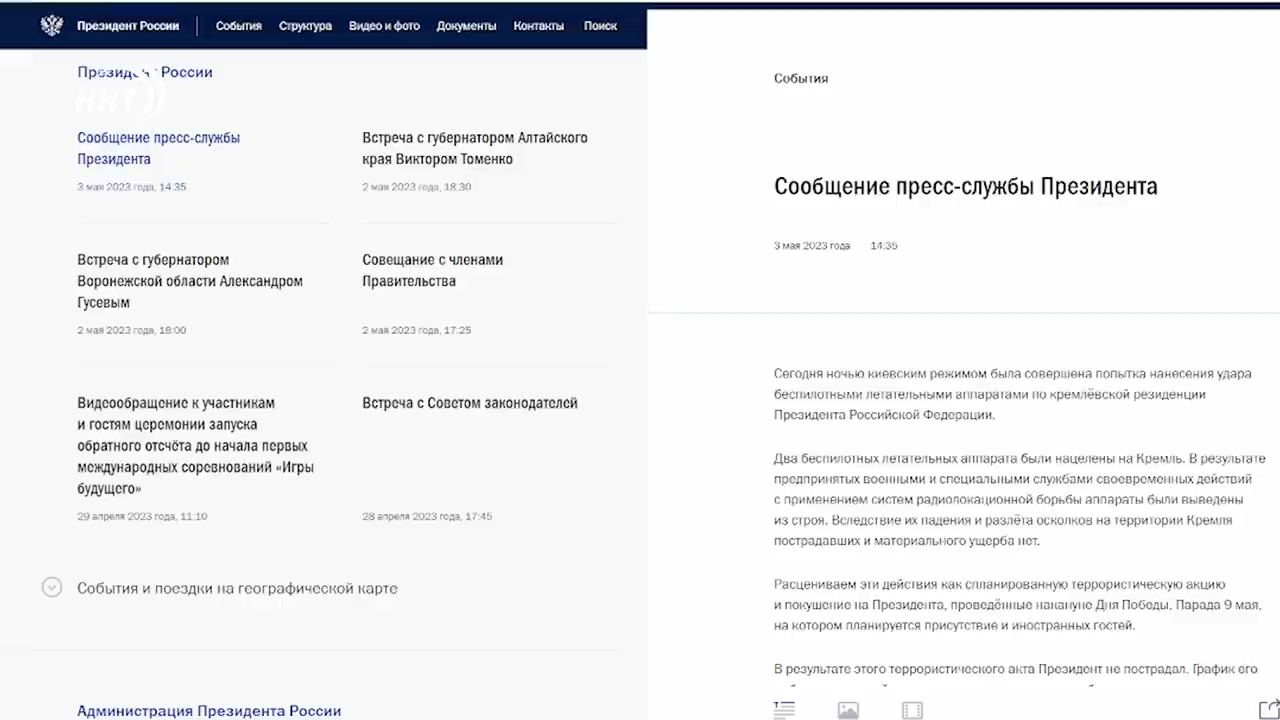 Президент России
События
Структура
Видео и фото
Документы
Контакты
Поиск
Президент России
ННТ
Сообщение пресс-службы
Президента
3 мая 2023 года, 14:35
Встреча с губернатором Алтайского
края Виктором Томенко
2 мая 2023 года, 18:30
Встреча с губернатором
Воронежской области Александром
Гусевым
2 мая 2023 года, 18:00
Совещание с членами
Правительства
2 мая 2023 года, 17:25
Видеообращение к участникам
и гостям церемонии запуска
обратного отсчёта до начала первых
международных соревнований «Игры
будущего»
29 апреля 2023 года, 11:10
Встреча с Советом законодателей
28 апреля 2023 года, 17:45
События и поездки на географической карте
Администрация Президента России
События
Сообщение пресс-службы Президента
3 мая 2023 года 14:35
Сегодня ночью киевским режимом была совершена попытка нанесения удара
беспилотными летательными аппаратами по кремлёвской резиденции
Президента Российской Федерации.
Два беспилотных летательных аппарата были нацелены на Кремль. В результате
предпринятых военными и специальными службами своевременных действий
с применением систем радиолокационной борьбы аппараты были выведены
из строя. Вследствие их падения и разлёта осколков на территории Кремля
пострадавших и материального ущерба нет.
Расцениваем эти действия как спланированную террористическую акцию
и покушение на Президента, проведённые накануне Дня Победы, Парада 9 мая,
на котором планируется присутствие и иностранных гостей.
В результате этого террористического акта Президент не пострадал. График его